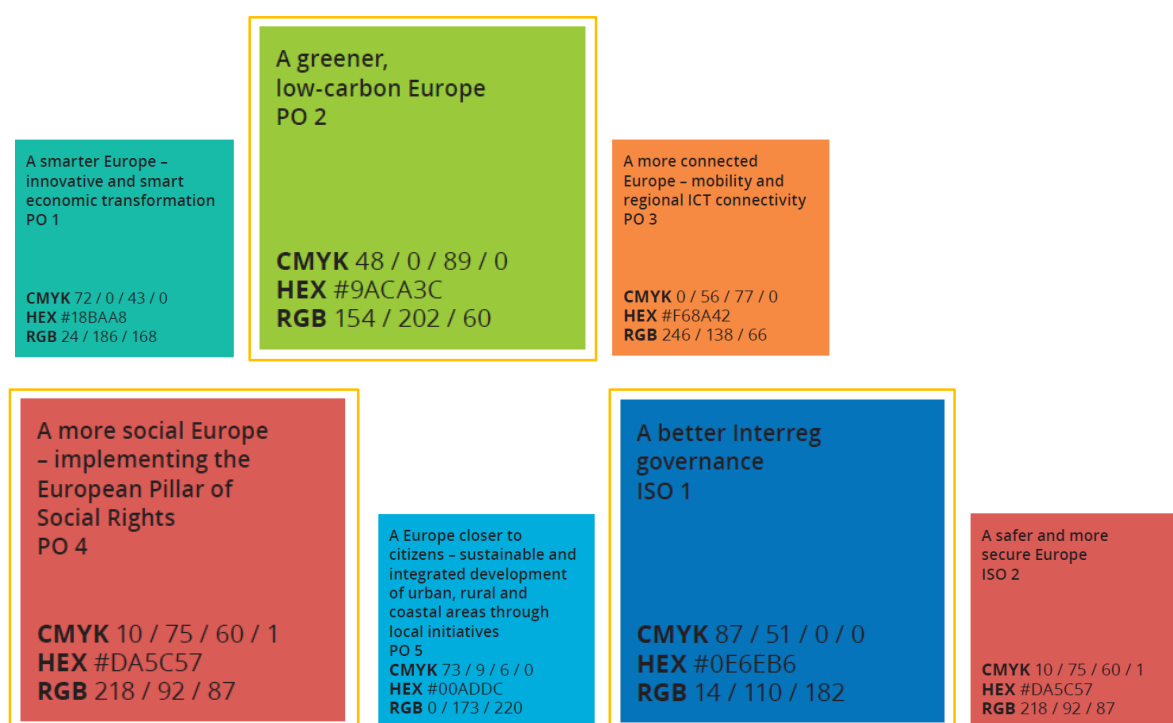 A greener,
low-carbon Europe
PO 2
CMYK 48 / 0 / 89 / 0
HEX #9ACA3C
RGB 154 / 202 / 60
A smarter Europe –
innovative and smart
economic transformation
PO 1
CMYK 72 / 0 / 43 / 0
HEX #18BAA8
RGB 24 / 186 / 168
A more connected
Europe – mobility and
regional ICT connectivity
PO 3
CMYK 0 / 56 / 77 / 0
HEX #F68A42
RGB 246 / 138 / 66
A more social Europe
– implementing the
European Pillar of
Social Rights
PO 4
CMYK 10 / 75 / 60 / 1
HEX #DA5C57
RGB 218 / 92 / 87
A Europe closer to
citizens – sustainable and
integrated development
of urban, rural and
coastal areas through
local initiatives
PO 5
CMYK 73 / 9 / 6 / 0
HEX #00ADDC
RGB 0 / 173 / 220
A better Interreg
governance
ISO 1
CMYK 87 / 51 / 0 / 0
HEX #0E6EB6
RGB 14 / 110 / 182
A safer and more
secure Europe
ISO 2
CMYK 10 / 75 / 60 / 1
HEX #DA5C57
RGB 218 / 92 / 87